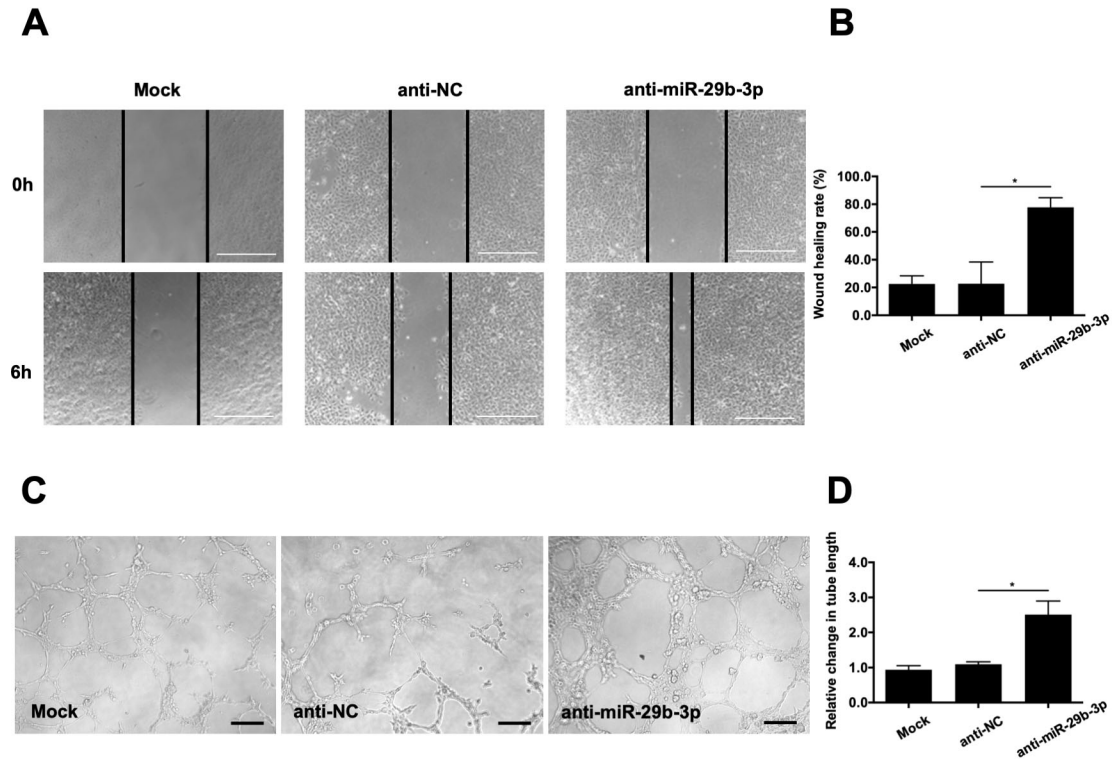 A
B
Mock
anti-NC
anti-miR-29b-3p
0h
6h
Wound healing rate (%)
100.0
80.0
60.0
40.0
20.0
0.0
*
Mock
anti-NC
anti-miR-29b-3p
C
D
Mock
anti-NC
anti-miR-29b-3p
Relative change in tube length
4.0
3.0
2.0
1.0
0.0
*
Mock
anti-NC
anti-miR-29b-3p